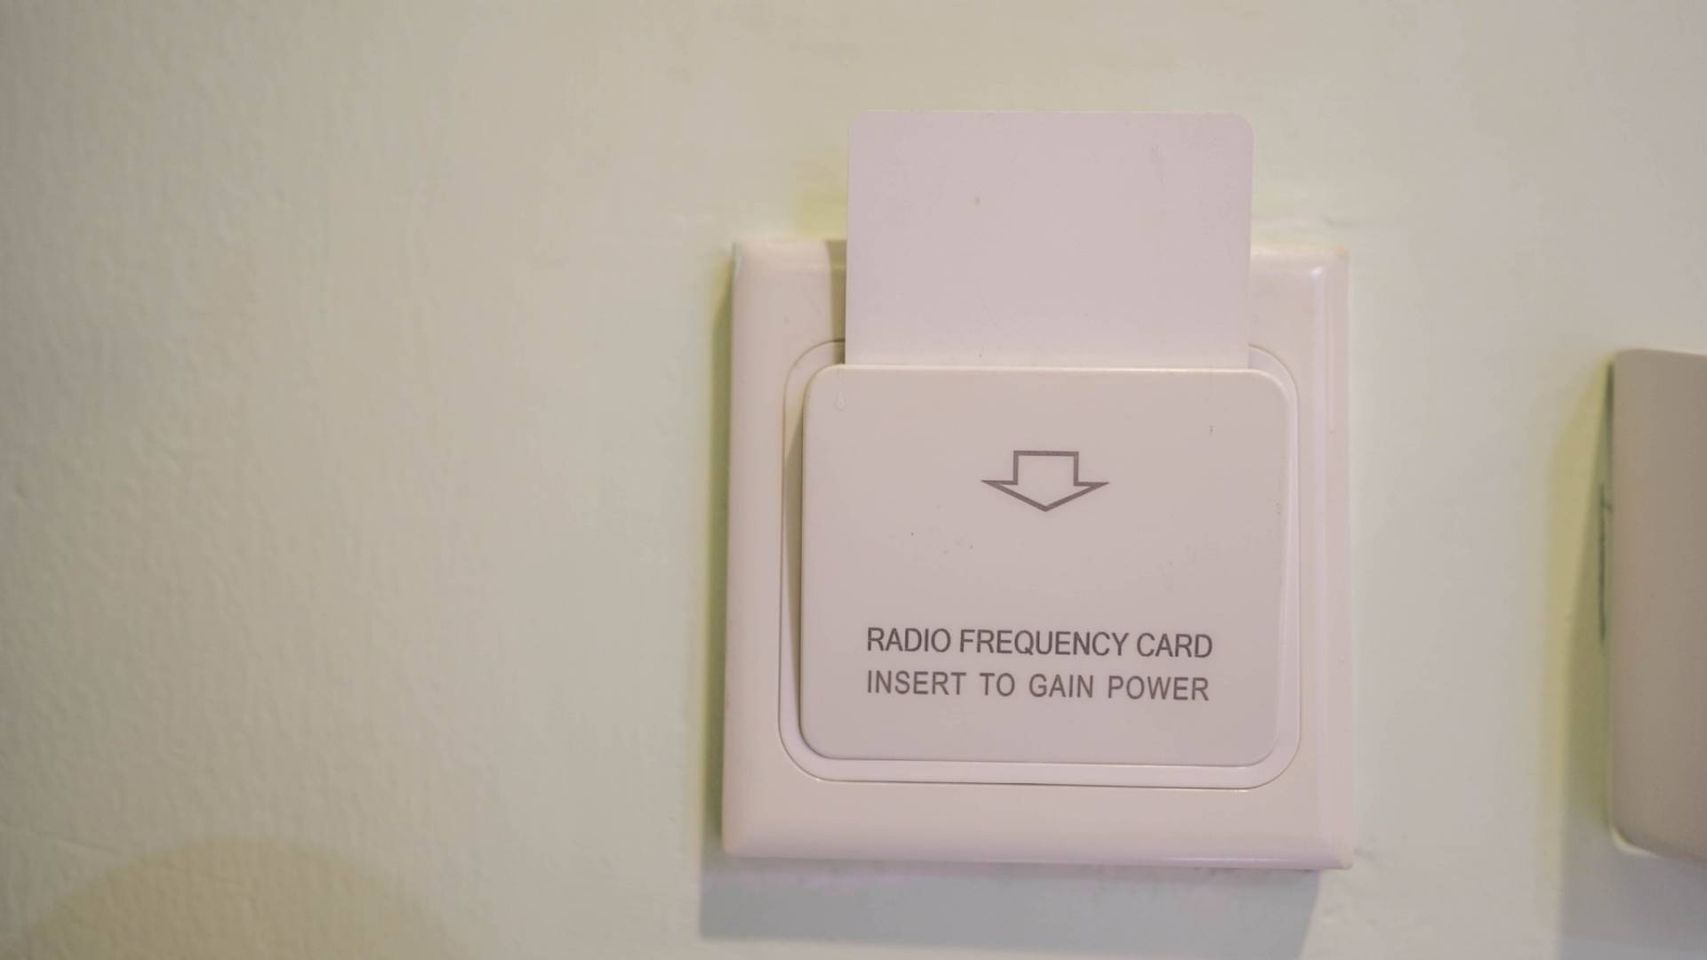 RADIO FREQUENCY CARD
INSERT TO GAIN POWER